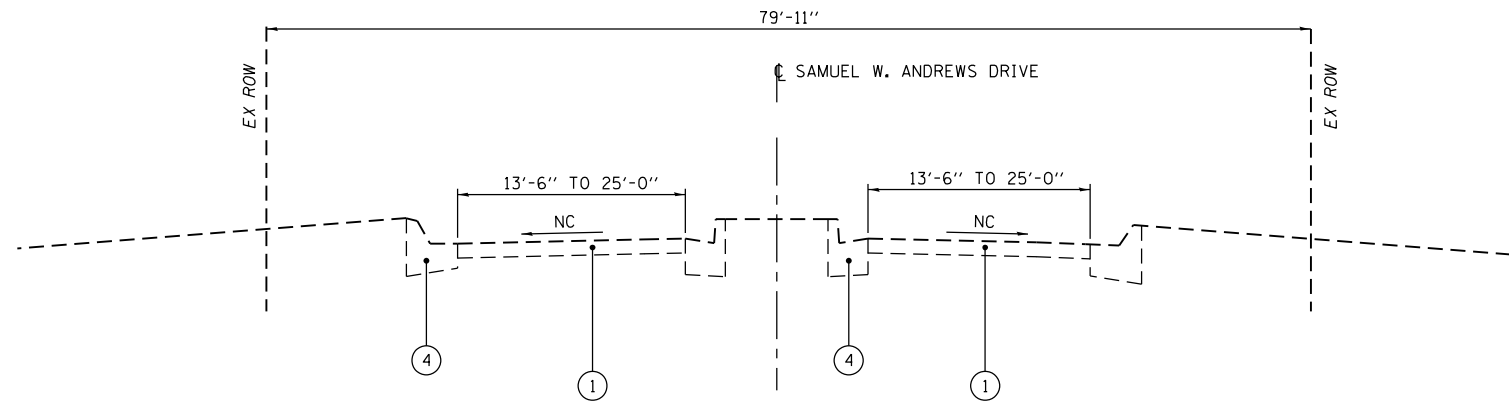 79'-11''
℄ SAMUEL W. ANDREWS DRIVE
EX ROW
EX ROW
13'-6'' TO 25'-0''
13'-6'' TO 25'-0''
NC
NC
4
1
4
1